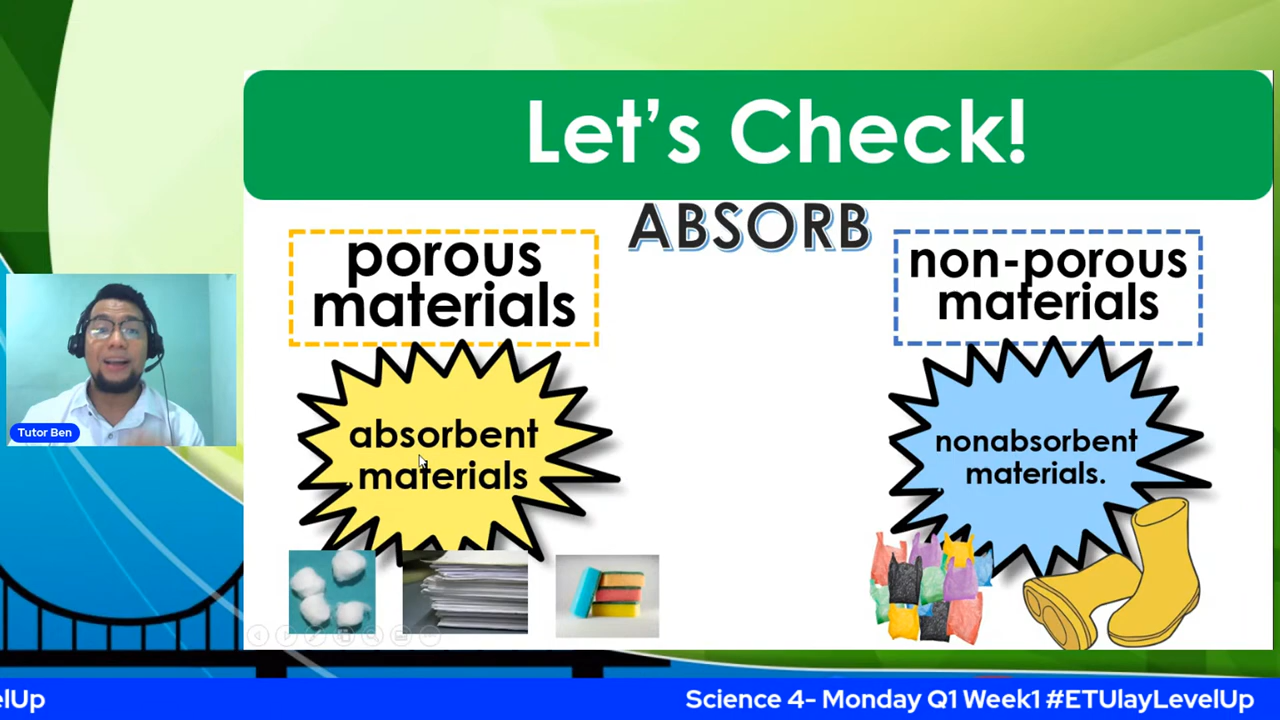 Let's Check!
ABSORB
porous
materials
non-porous
materials
absorbent
materials
nonabsorbent
materials.
Tutor Ben
elUp
Science 4- Monday Q1 Week1 #ETUlayLevelUp